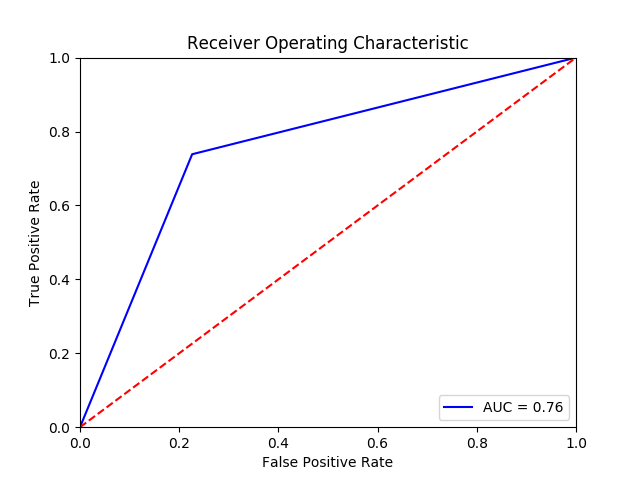 Receiver Operating Characteristic
1.0
0.8
0.6
0.4
0.2
0.0
True Positive Rate
AUC = 0.76
0.0 0.2 0.4 0.6 0.8 1.0
False Positive Rate